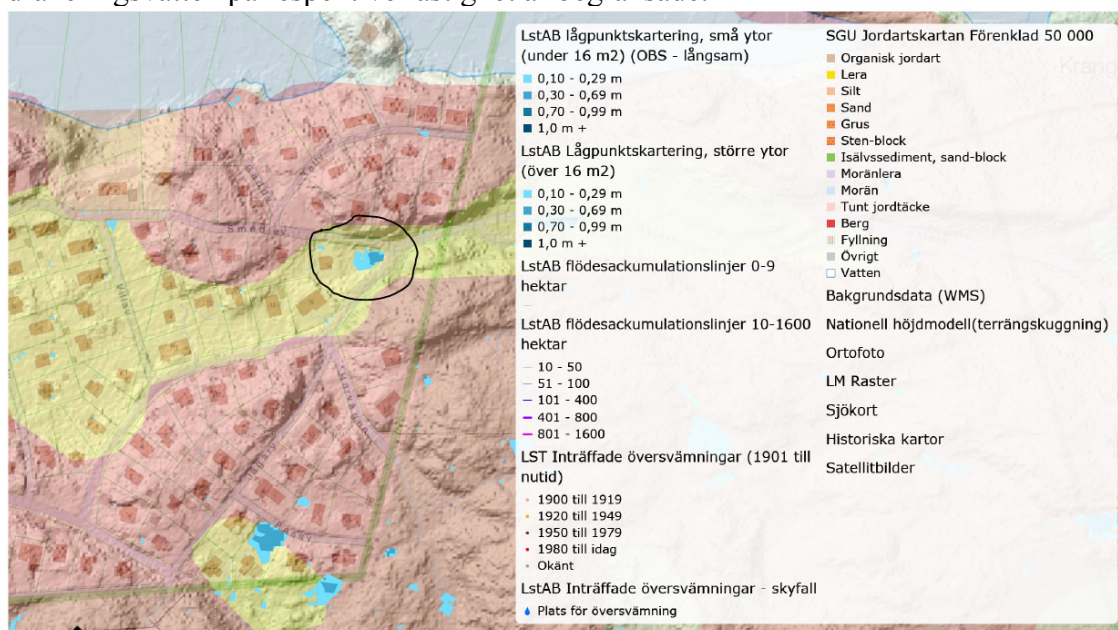 LstAB lågpunktskartering, små ytor
(under 16 m2) (OBS - långsam)
0,10 - 0,29 m
0,30 - 0,69 m
0,70 - 0,99 m
1,0 m +
LstAB Lågpunktskartering, större ytor
(över 16 m2)
0,10 - 0,29 m
0,30 - 0,69 m
0,70 - 0,99 m
1,0 m +
LstAB flödesackumulationslinjer 0-9
hektar
LstAB flödesackumulationslinjer 10-1600
hektar
10 - 50
51 - 100
101 - 400
401 - 800
801 - 1600
LST Inträffade översvämningar (1901 till
nutid)
1900 till 1919
1920 till 1949
1950 till 1979
1980 till idag
Okänt
LstAB Inträffade översvämningar - skyfall
Plats för översvämning
SGU Jordartskartan Förenklad 50 000
Organisk jordart
Lera
Silt
Sand
Grus
Sten-block
Isälvssediment, sand-block
Moränlera
Morän
Tunt jordtäcke
Berg
Fyllning
Övrigt
Vatten
Bakgrundsdata (WMS)
Nationell höjdmodell(terrängskuggning)
Ortofoto
LM Raster
Sjökort
Historiska kartor
Satellitbilder
Krang
Smedjev
Villav